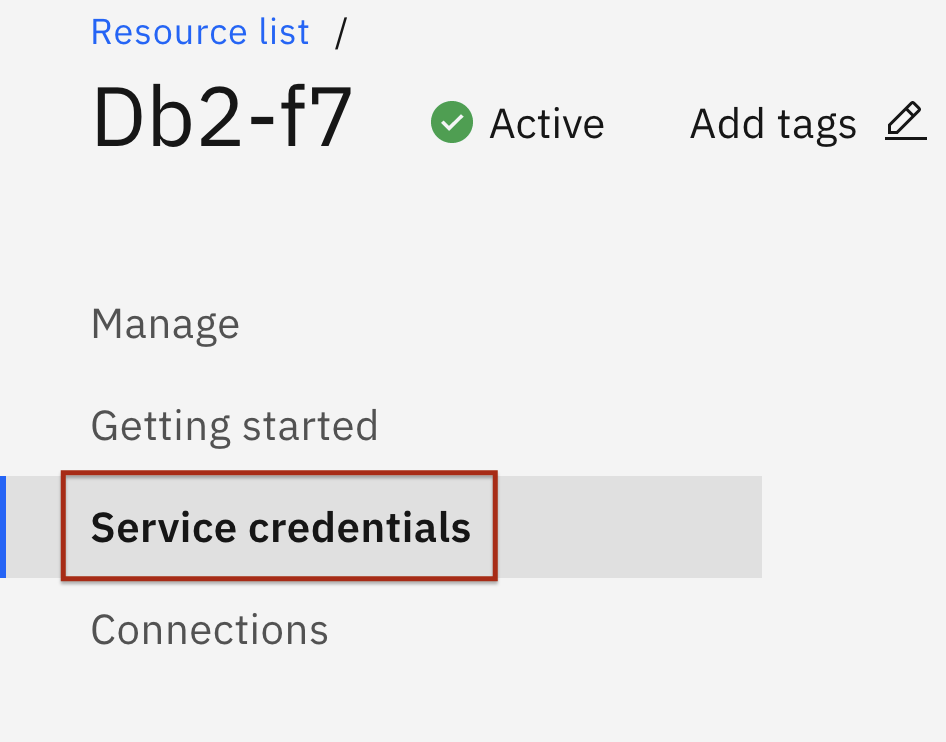 Resource list /
Db2-f7 Active Add tags
Manage
Getting started
Service credentials
Connections